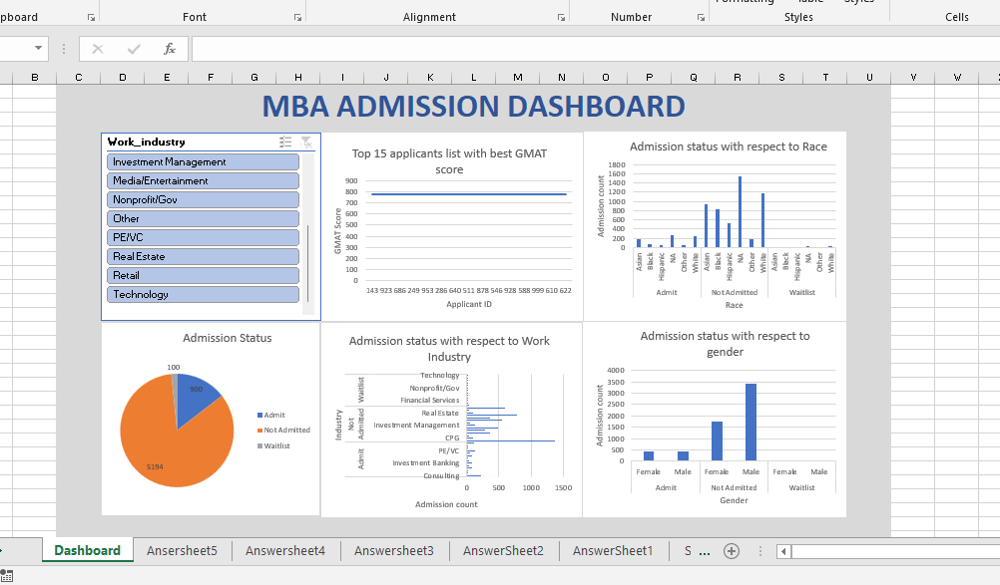 pboard
Font
Alignment
Number
Formatting
Table
Styles
Styles
Cells
fx
B C D E F G H I J K L M N O P Q R S T U V W
MBA ADMISSION DASHBOARD
Work_industry
Investment Management
Media/Entertainment
Nonprofit/Gov
Other
PE/VC
Real Estate
Retail
Technology
Top 15 applicants list with best GMAT
score
900
800
700
600
500
400
300
200
100
0
GMAT Score
143 923 686 249 953 286 640 511 878 546 928 588 999 610 622
Applicant ID
Admission status with respect to Race
1800
1600
1400
1200
1000
800
600
400
200
0
Admission count
Asian Black Hispanic NA Other White Asian Black Hispanic NA Other White Asian Black Hispanic NA Other White
Admit Not Admitted Waitlist
Race
Admission Status
100
900
5194
Admit
Not Admitted
Waitlist
Admission status with respect to Work
Industry
Industry
Waitlist
Not
Admitted
Admit
Technology
Nonprofit/Gov
Financial Services
Real Estate
Investment Management
CPG
PE/VC
Investment Banking
Consulting
0 500 1000 1500
Admission count
Admission status with respect to
gender
4000
3500
3000
2500
2000
1500
1000
500
0
Admission count
Female Male Female Male Female Male
Admit Not Admitted Waitlist
Gender
Dashboard Ansersheet5 Answersheet4 Answersheet3 AnswerSheet2 AnswerSheet1 S ...